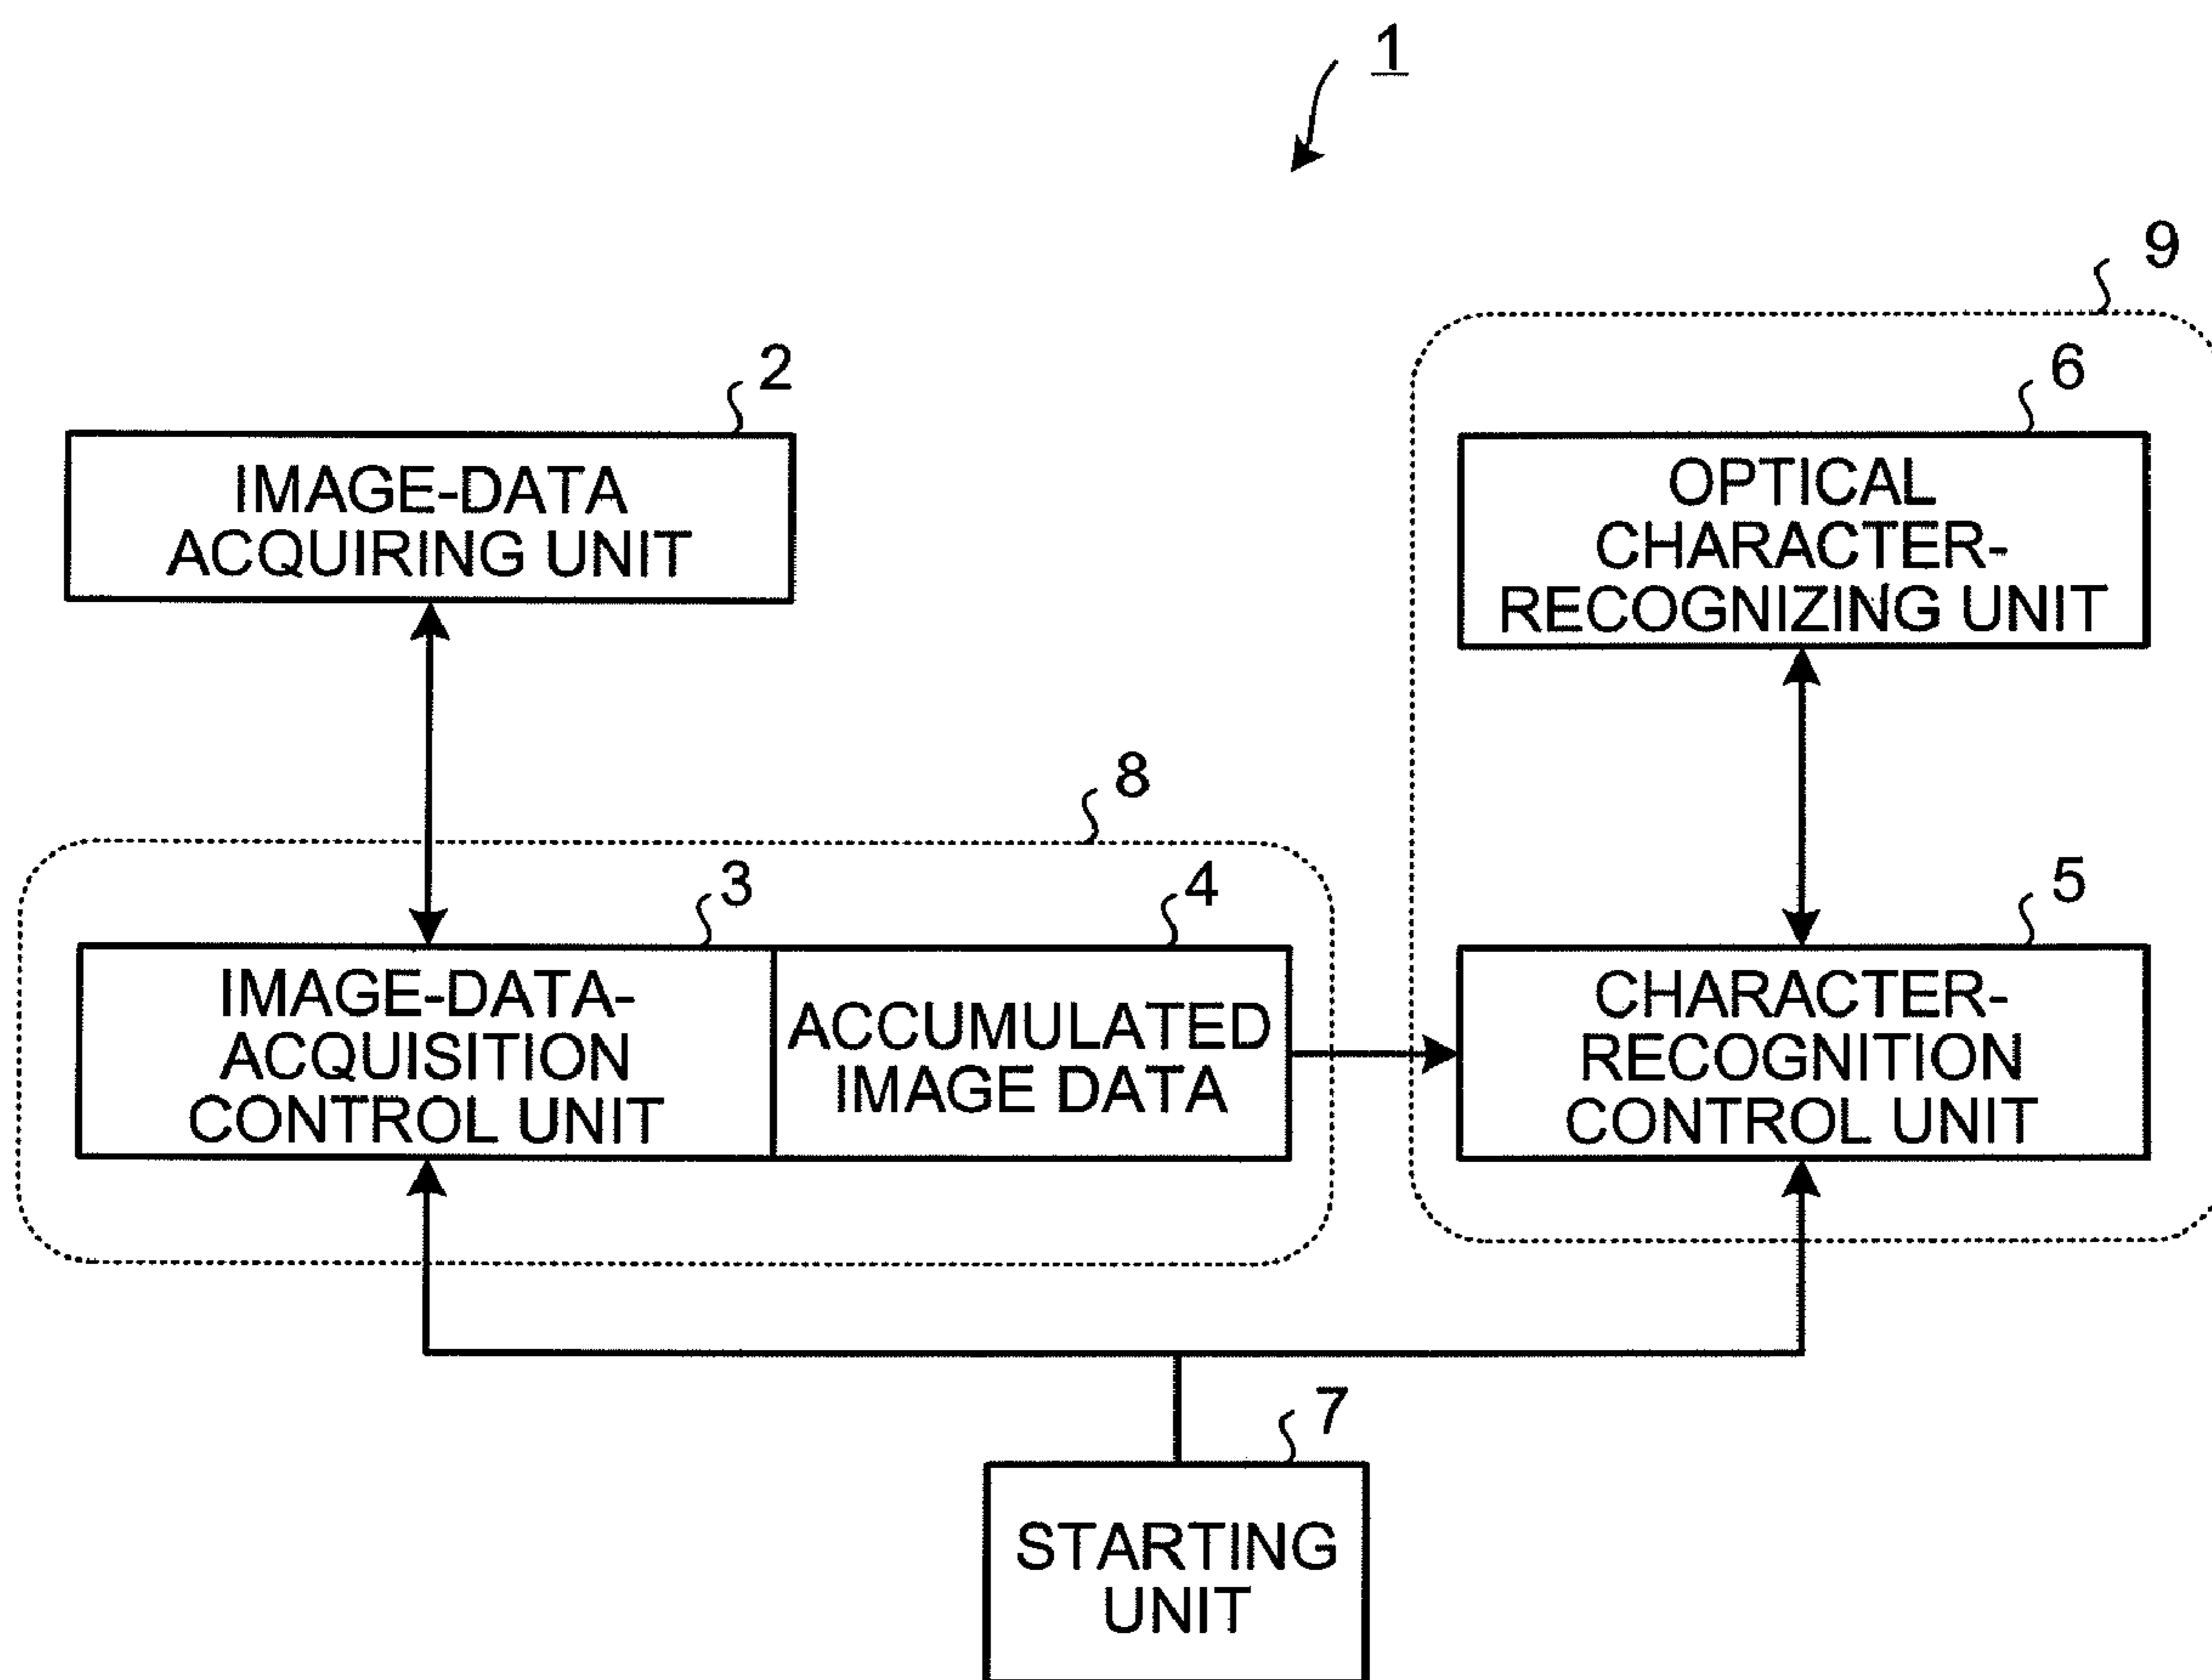 1
9
2
6
IMAGE-DATA
ACQUIRING UNIT
OPTICAL
CHARACTER-
RECOGNIZING UNIT
8
3
4
5
IMAGE-DATA-
ACQUISITION
CONTROL UNIT
ACCUMULATED
IMAGE DATA
CHARACTER-
RECOGNITION
CONTROL UNIT
7
STARTING
UNIT